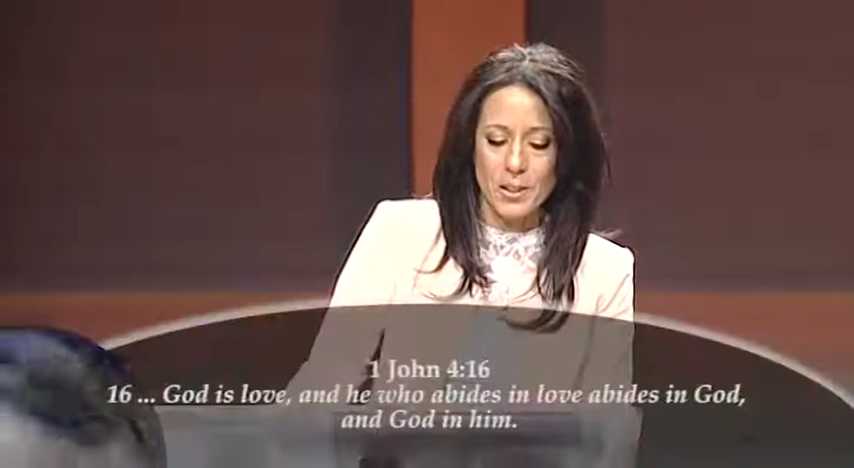 1 John 4:16
16 ... God is love, and he who abides in love abides in God,
and God in him.